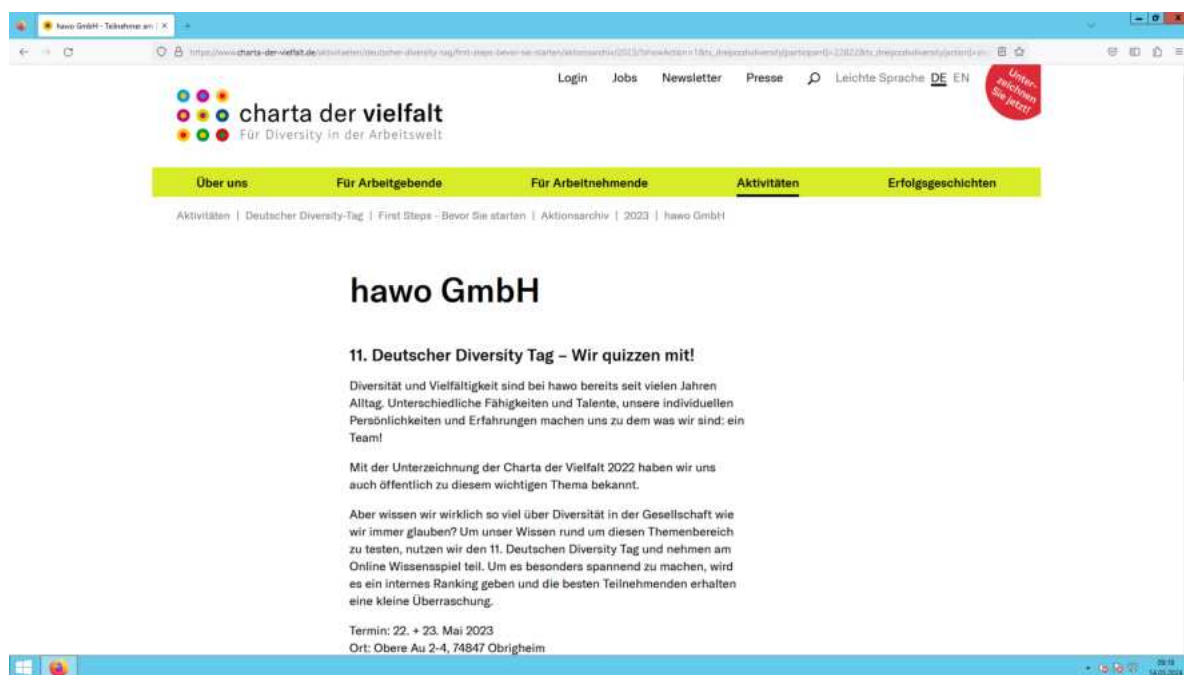 hawo GmbH - Teilnehmer am
Login Jobs Newsletter Presse Leichte Sprache DE EN
Unter-
zeichnen
Sie jetzt!
charta der vielfalt
Für Diversity in der Arbeitswelt
Über uns Für Arbeitgebende Für Arbeitnehmende Aktivitäten Erfolgsgeschichten
Aktivitäten | Deutscher Diversity-Tag | First Steps - Bevor Sie starten | Aktionsarchiv | 2023 | hawo GmbH
hawo GmbH
11. Deutscher Diversity Tag – Wir quizzen mit!
Diversität und Vielfältigkeit sind bei hawo bereits seit vielen Jahren
Alltag. Unterschiedliche Fähigkeiten und Talente, unsere individuellen
Persönlichkeiten und Erfahrungen machen uns zu dem was wir sind: ein
Team!
Mit der Unterzeichnung der Charta der Vielfalt 2022 haben wir uns
auch öffentlich zu diesem wichtigen Thema bekannt.
Aber wissen wir wirklich so viel über Diversität in der Gesellschaft wie
wir immer glauben? Um unser Wissen rund um diesen Themenbereich
zu testen, nutzen wir den 11. Deutschen Diversity Tag und nehmen am
Online Wissensspiel teil. Um es besonders spannend zu machen, wird
es ein internes Ranking geben und die besten Teilnehmenden erhalten
eine kleine Überraschung.
Termin: 22. + 23. Mai 2023
Ort: Obere Au 2-4, 74847 Obrigheim
09:19
14.05.2024